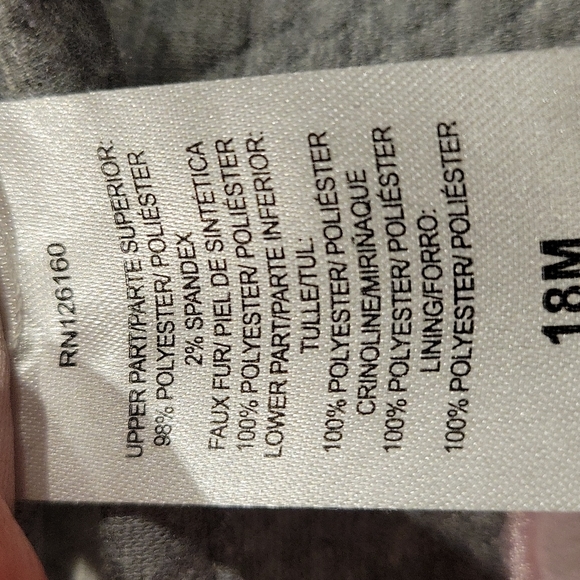 RN126160
UPPER PART/PARTE SUPERIOR:
98% POLYESTER/ POLIÉSTER
2% SPANDEX
FAUX FUR/ PIEL DE SINTÉTICA
100% POLYESTER/ POLIÉSTER
LOWER PART/PARTE INFERIOR:
TULLE/TUL:
100% POLYESTER/ POLIÉSTER
CRINOLINE/MIRIÑAQUE
100% POLYESTER/ POLIÉSTER
LINING/FORRO:
100% POLYESTER/ POLIÉSTER
18M